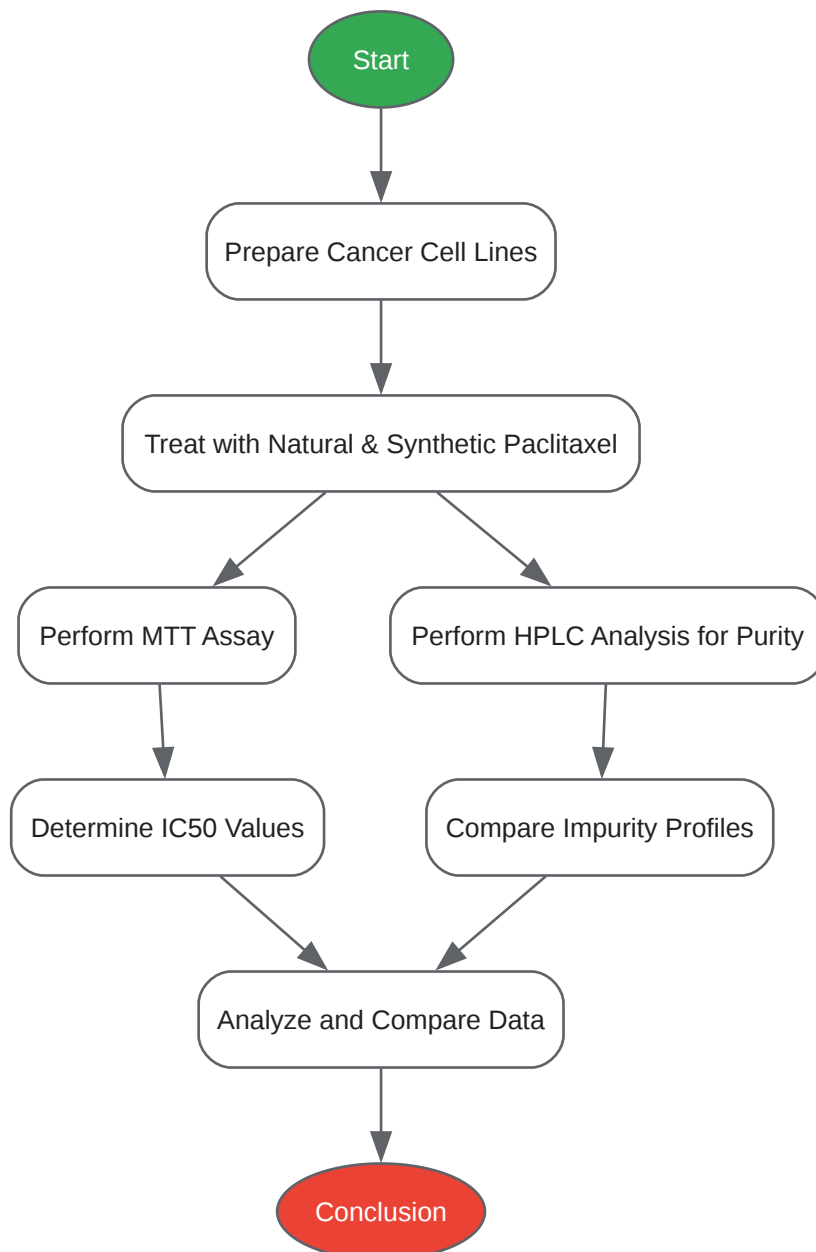 Start
Prepare Cancer Cell Lines
Treat with Natural & Synthetic Paclitaxel
Perform MTT Assay
Perform HPLC Analysis for Purity
Determine IC50 Values
Compare Impurity Profiles
Analyze and Compare Data
Conclusion